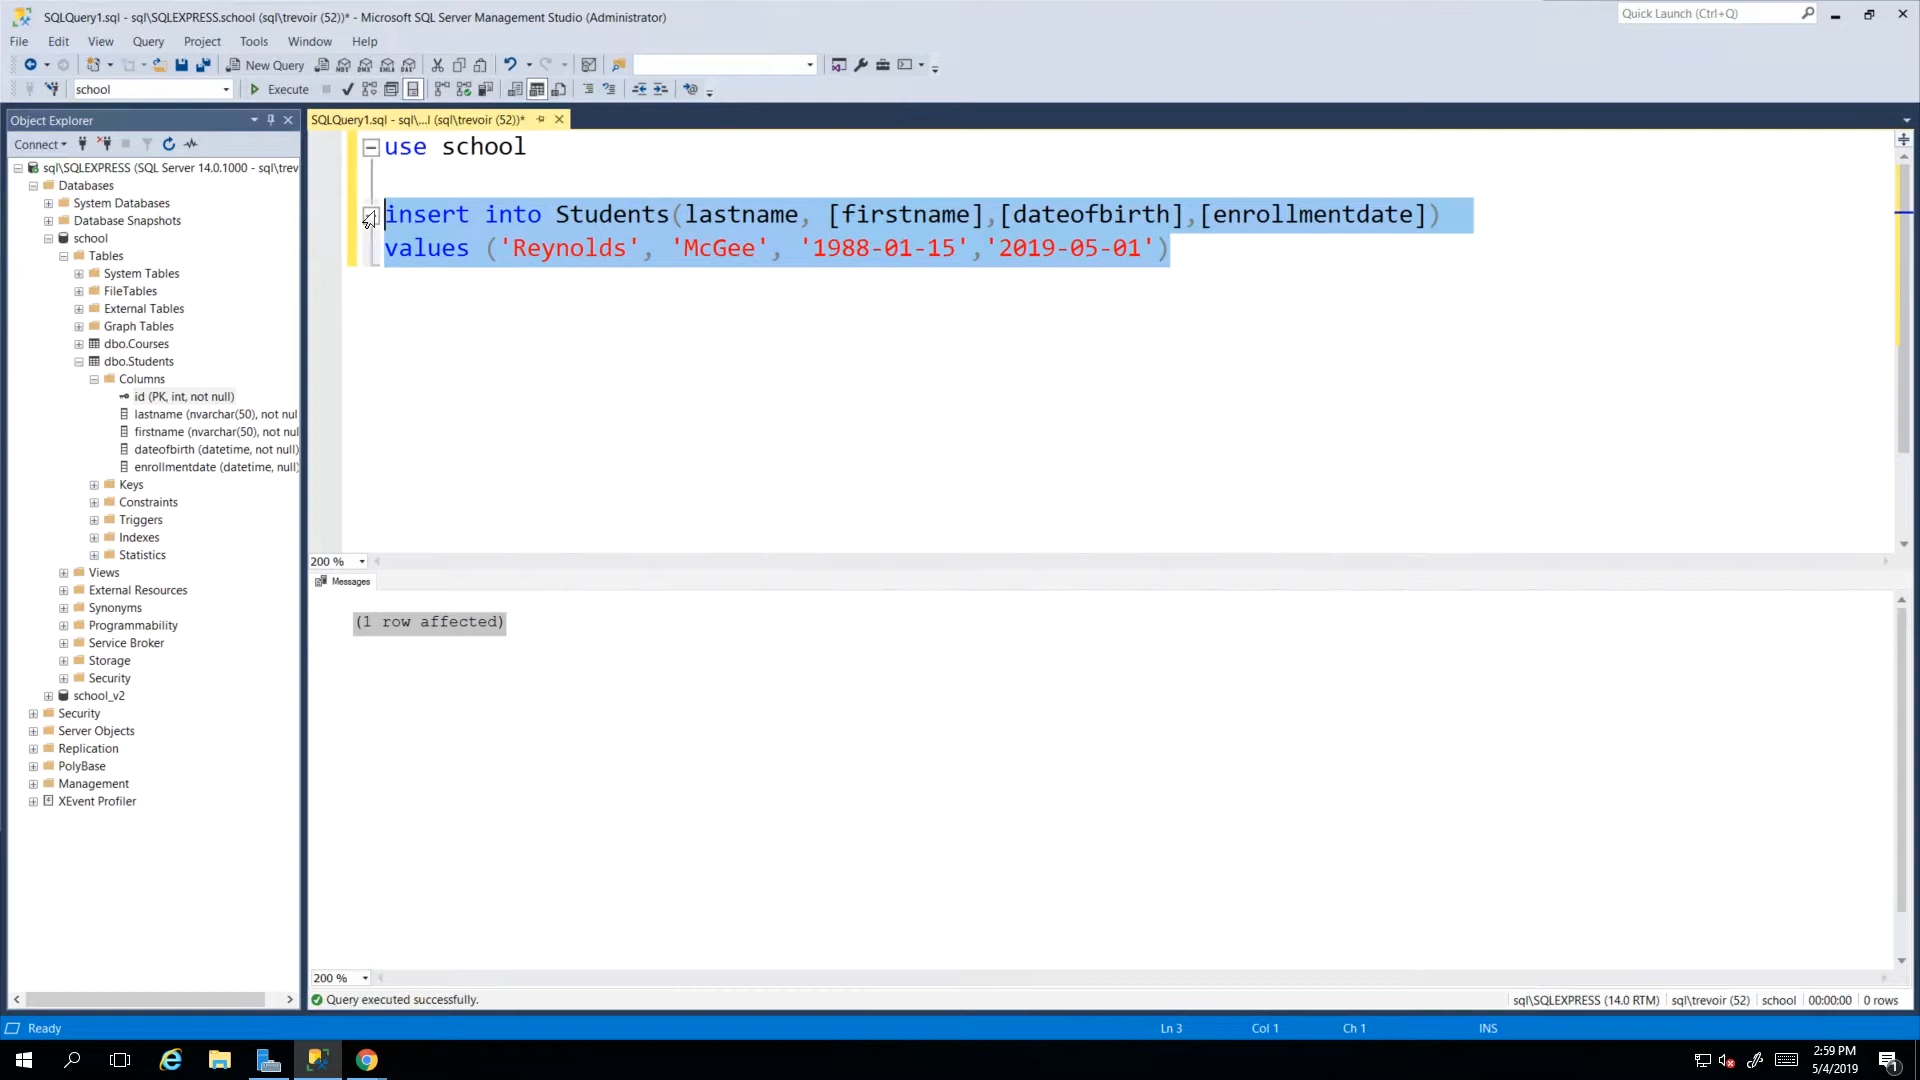 SQLQuery1.sql - sql\SQLEXPRESS.school (sql\trevoir (52))* - Microsoft SQL Server Management Studio (Administrator)
Quick Launch (Ctrl+Q)
File Edit View Query Project Tools Window Help
New Query
school Execute
Object Explorer
SQLQuery1.sql - sql\...l (sql\trevoir (52))*
Connect
sql\SQLEXPRESS (SQL Server 14.0.1000 - sql\trev
Databases
System Databases
Database Snapshots
school
Tables
System Tables
FileTables
External Tables
Graph Tables
dbo.Courses
dbo.Students
Columns
id (PK, int, not null)
lastname (nvarchar(50), not nul
firstname (nvarchar(50), not nul
dateofbirth (datetime, not null)
enrollmentdate (datetime, null)
Keys
Constraints
Triggers
Indexes
Statistics
Views
External Resources
Synonyms
Programmability
Service Broker
Storage
Security
school_v2
Security
Server Objects
Replication
PolyBase
Management
XEvent Profiler
use school
insert into Students(lastname, [firstname],[dateofbirth],[enrollmentdate])
values ('Reynolds', 'McGee', '1988-01-15','2019-05-01')
200 %
Messages
(1 row affected)
200 %
Query executed successfully.
sql\SQLEXPRESS (14.0 RTM) sql\trevoir (52) school 00:00:00 0 rows
Ready
Ln 3 Col 1 Ch 1 INS
2:59 PM
5/4/2019
1